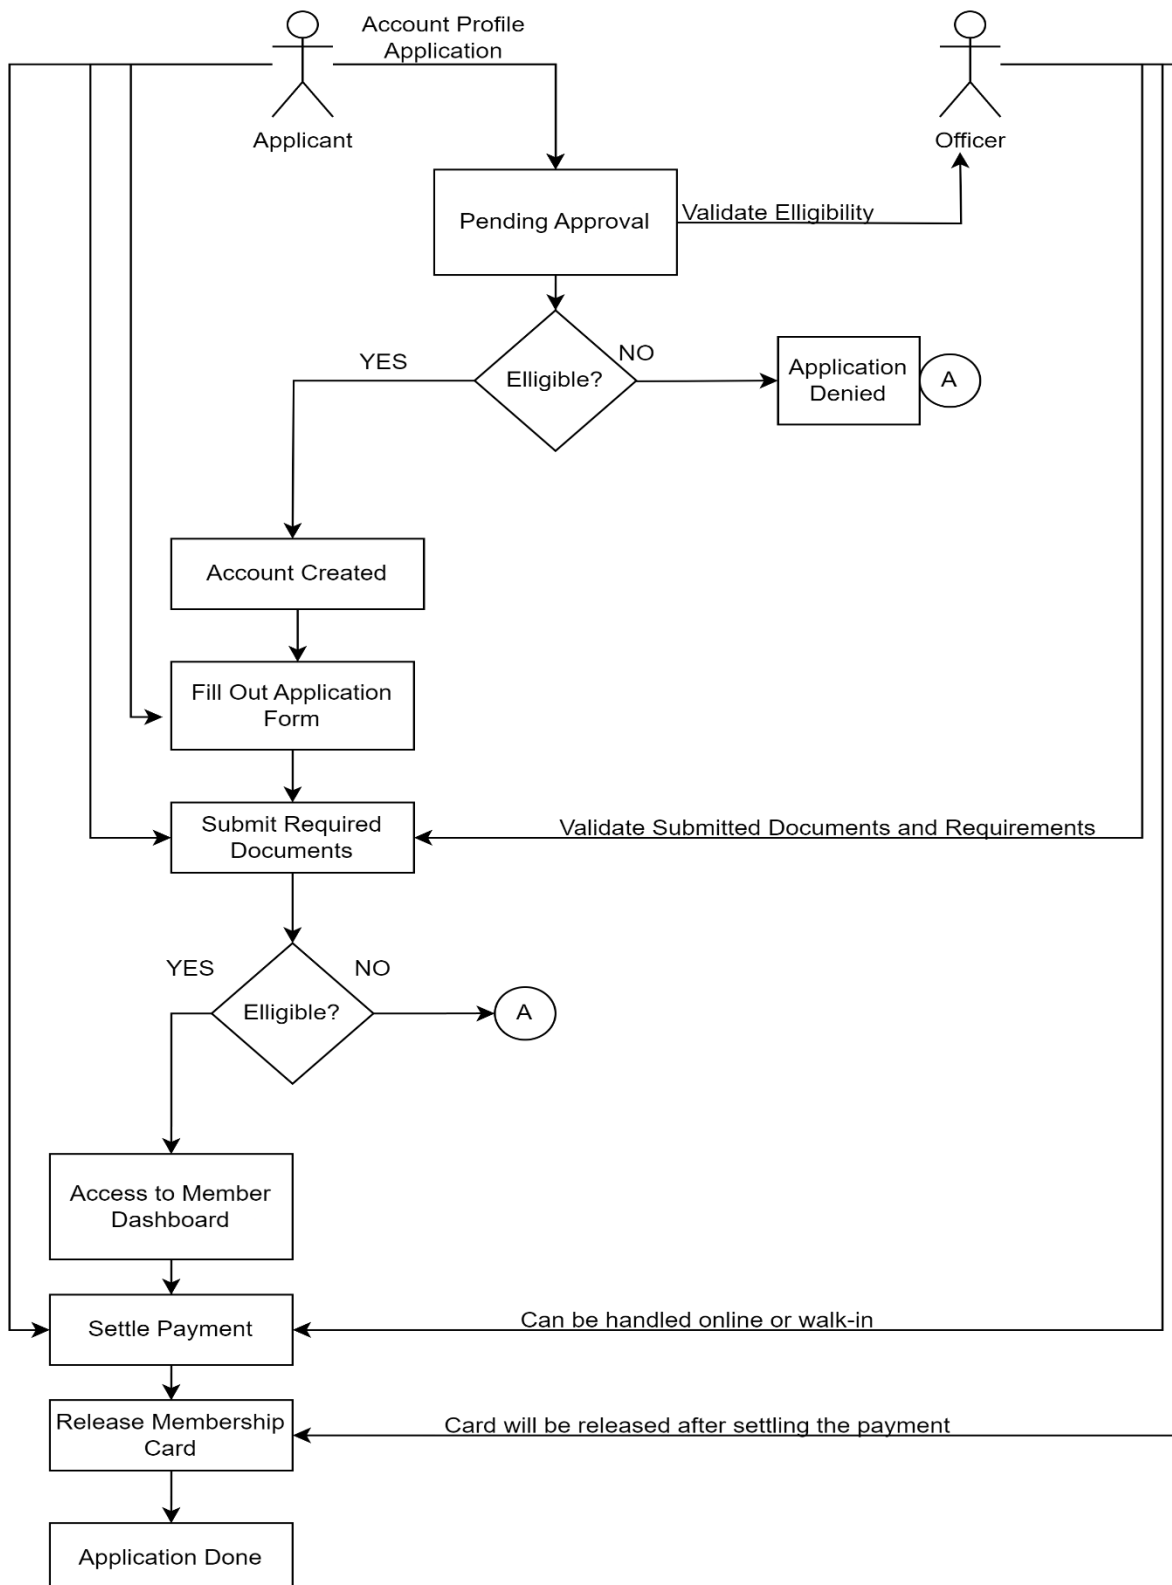 Account Profile
Application
Applicant
Officer
Pending Approval
Validate Elligibility
YES
Elligible?
NO
Application
Denied
A
Account Created
Fill Out Application
Form
Submit Required
Documents
Validate Submitted Documents and Requirements
YES
NO
Elligible?
A
Access to Member
Dashboard
Settle Payment
Can be handled online or walk-in
Release Membership
Card
Card will be released after settling the payment
Application Done